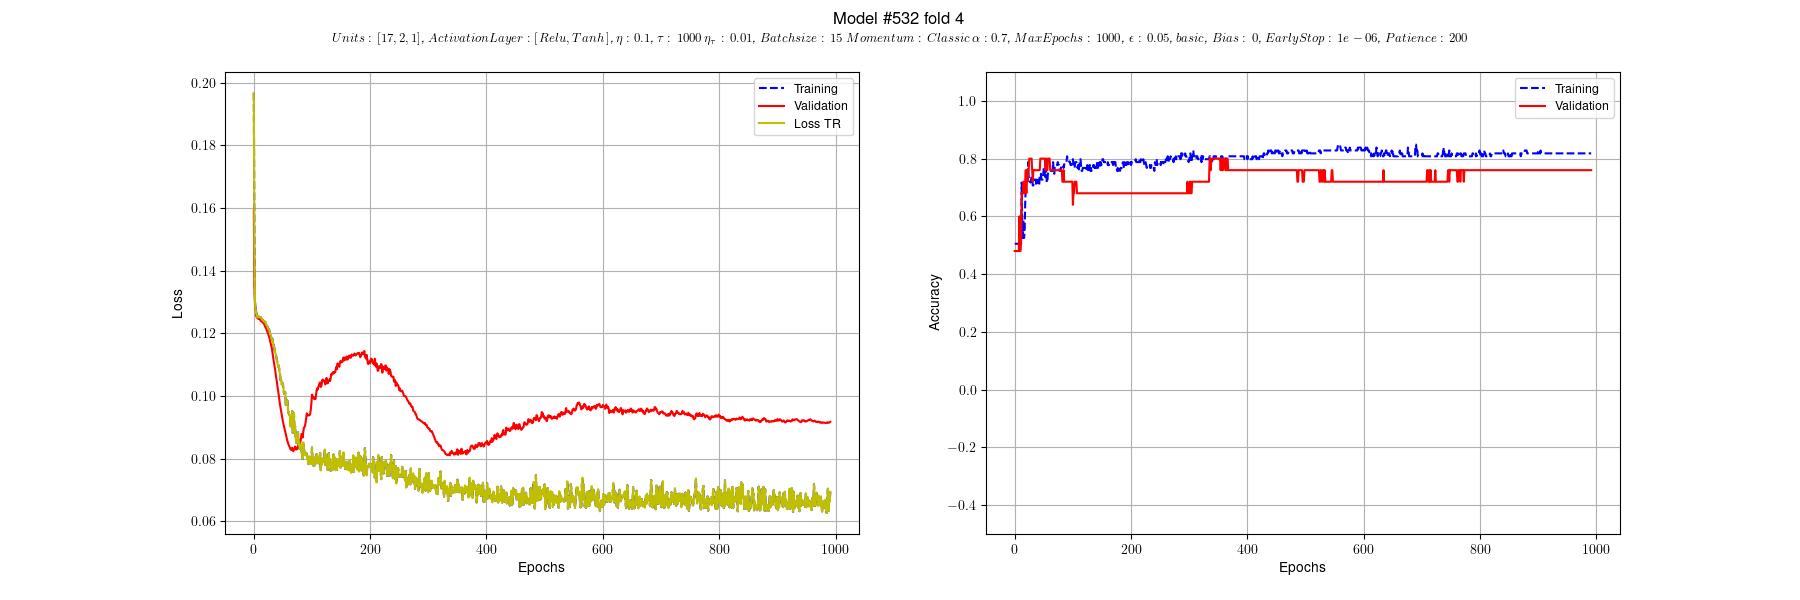 Model #532 fold 4
Units : [17, 2, 1], ActivationLayer : [Relu, Tanh], η : 0.1, τ : 1000 η_τ : 0.01, Batchsize : 15 Momentum : Classic α : 0.7, MaxEpochs : 1000, ϵ : 0.05, basic, Bias : 0, EarlyStop : 1e − 06, Patience : 200
Loss
0.20
0.18
0.16
0.14
0.12
0.10
0.08
0.06
Training
Validation
Loss TR
0 200 400 600 800 1000
Epochs
Accuracy
1.0
0.8
0.6
0.4
0.2
0.0
−0.2
−0.4
Training
Validation
0 200 400 600 800 1000
Epochs